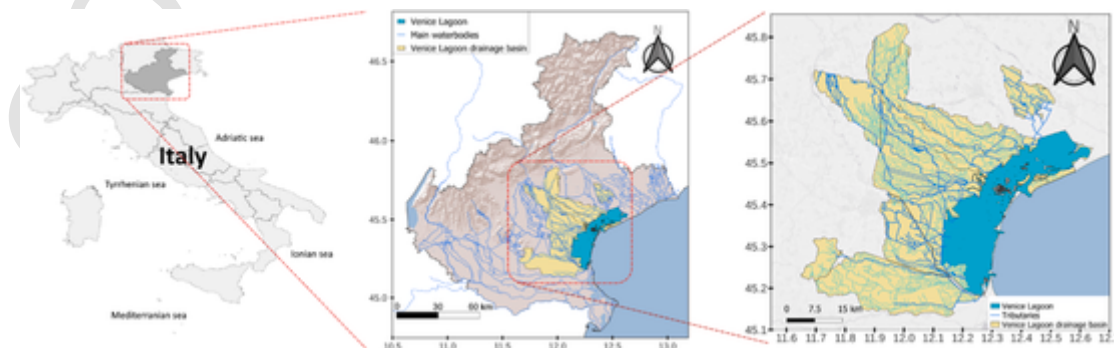 Adriatic sea
Italy
Tyrrhenian sea
Ionian sea
Mediterranean sea
Venice Lagoon
Main waterbodies
Venice Lagoon drainage basin
N
46.5
46.0
45.5
45.0
0 30 60 km
10.5 11.0 11.5 12.0 12.5 13.0
N
45.8
45.7
45.6
45.5
45.4
45.3
45.2
45.1
0 7.5 15 km
Venice Lagoon
Tributaries
Venice Lagoon drainage basin
11.6 11.7 11.8 11.9 12.0 12.1 12.2 12.3 12.4 12.5 12.6